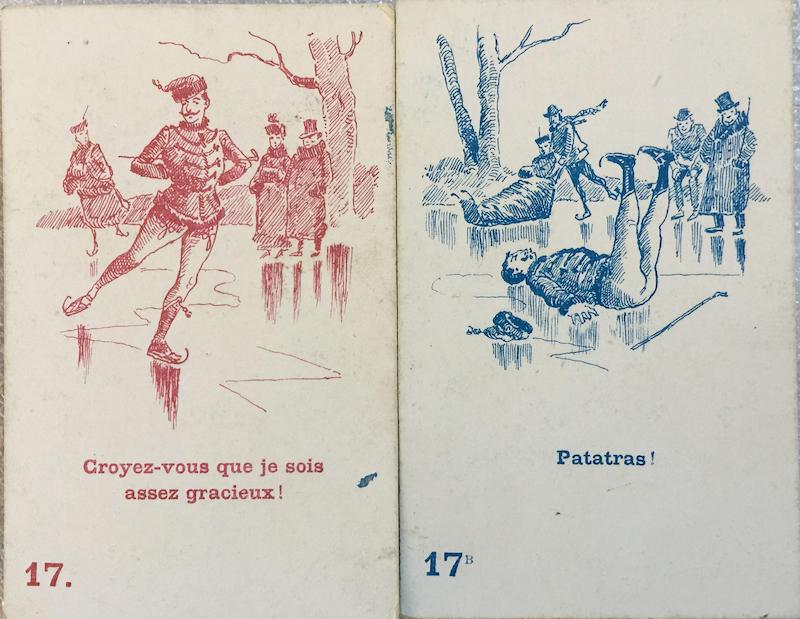 Croyez-vous que je sois
assez gracieux !
17.
Patatras !
17B